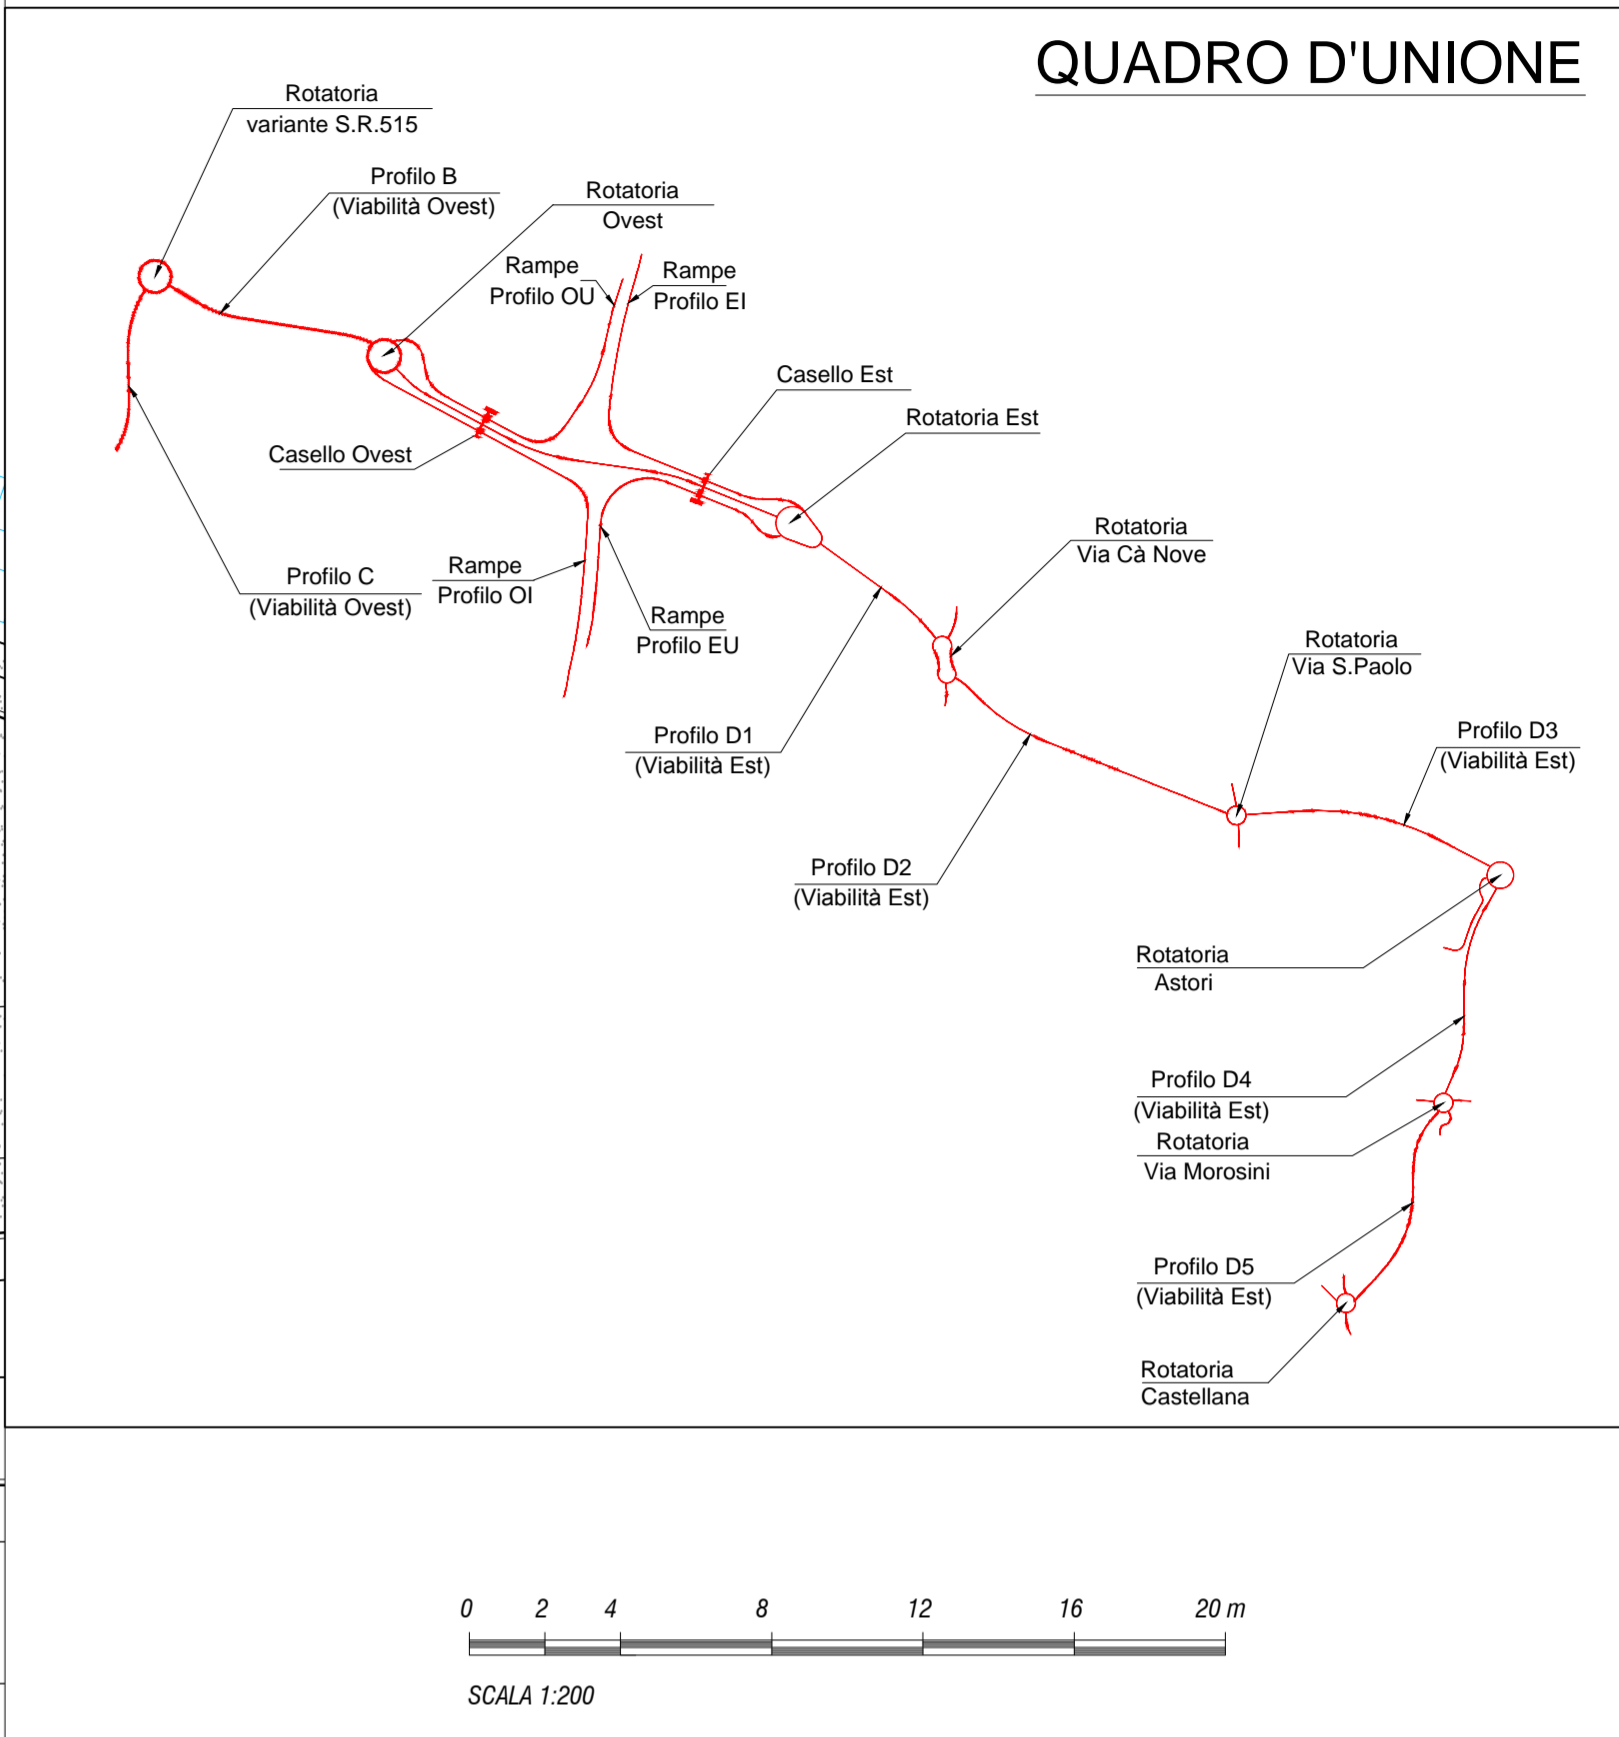 QUADRO D'UNIONE
Rotatoria
variante S.R.515
Profilo B
(Viabilità Ovest)
Rotatoria
Ovest
Rampe
Profilo OU
Rampe
Profilo EI
Casello Est
Rotatoria Est
Casello Ovest
Rotatoria
Via Cà Nove
Profilo C
(Viabilità Ovest)
Rampe
Profilo OI
Rampe
Profilo EU
Rotatoria
Via S.Paolo
Profilo D1
(Viabilità Est)
Profilo D3
(Viabilità Est)
Profilo D2
(Viabilità Est)
Rotatoria
Astori
Profilo D4
(Viabilità Est)
Rotatoria
Via Morosini
Profilo D5
(Viabilità Est)
Rotatoria
Castellana
0 2 4 8 12 16 20 m
SCALA 1:200